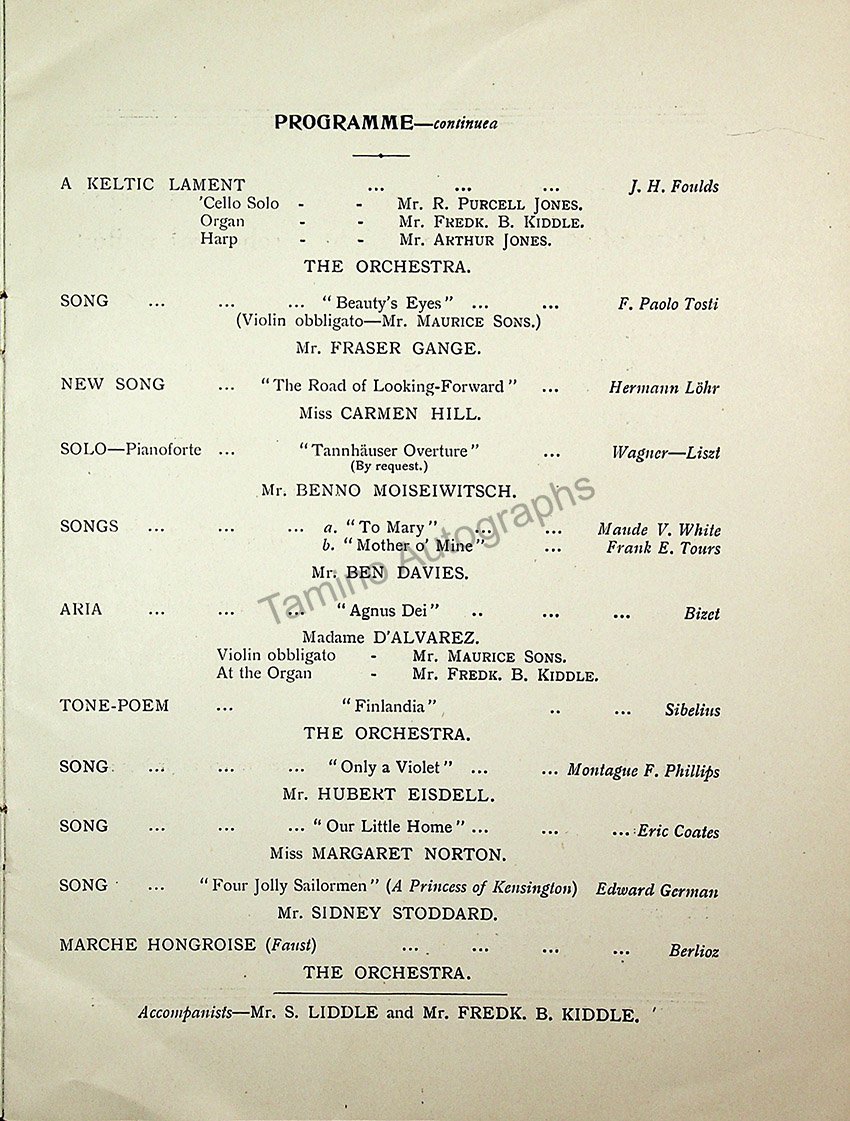 PROGRAMME—continuea
A KELTIC LAMENT ... ... ... J. H. Foulds
'Cello Solo - - Mr. R. PURCELL JONES.
Organ - - Mr. FREDK. B. KIDDLE.
Harp - - Mr. ARTHUR JONES.
THE ORCHESTRA.
SONG ... ... ... "Beauty's Eyes" ... ... F. Paolo Tosti
(Violin obbligato—Mr. MAURICE SONS.)
Mr. FRASER GANGE.
NEW SONG ... "The Road of Looking-Forward" ... Hermann Löhr
Miss CARMEN HILL.
SOLO—Pianoforte ... "Tannhäuser Overture" ... Wagner—Liszt
(By request.)
Mr. BENNO MOISEIWITSCH.
SONGS ... ... ... a. "To Mary" ... ... Maude V. White
b. "Mother o' Mine" ... Frank E. Tours
Mr. BEN DAVIES.
ARIA ... ... ... "Agnus Dei" .. ... ... Bizet
Madame D'ALVAREZ.
Violin obbligato - Mr. MAURICE SONS.
At the Organ - Mr. FREDK. B. KIDDLE.
TONE-POEM ... "Finlandia" .. ... Sibelius
THE ORCHESTRA.
SONG ... ... ... "Only a Violet" ... ... Montague F. Phillips
Mr. HUBERT EISDELL.
SONG ... ... ... "Our Little Home" ... ... ... Eric Coates
Miss MARGARET NORTON.
SONG ... "Four Jolly Sailormen" (A Princess of Kensington) Edward German
Mr. SIDNEY STODDARD.
MARCHE HONGROISE (Faust) ... ... ... ... Berlioz
THE ORCHESTRA.
Accompanists—Mr. S. LIDDLE and Mr. FREDK. B. KIDDLE.
Tamino Autographs